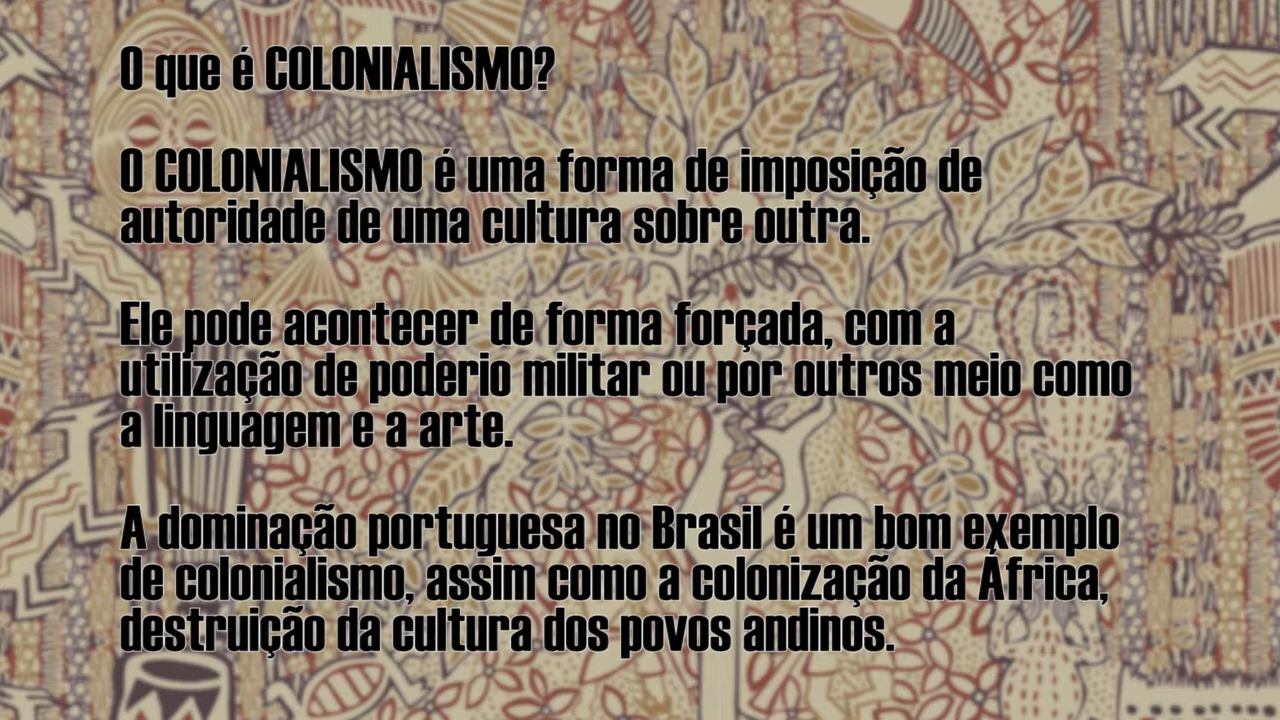 O que é COLONIALISMO?
O COLONIALISMO é uma forma de imposição de
autoridade de uma cultura sobre outra.
Ele pode acontecer de forma forçada, com a
utilização de poderio militar ou por outros meio como
a linguagem e a arte.
A dominação portuguesa no Brasil é um bom exemplo
de colonialismo, assim como a colonização da África,
destruição da cultura dos povos andinos.